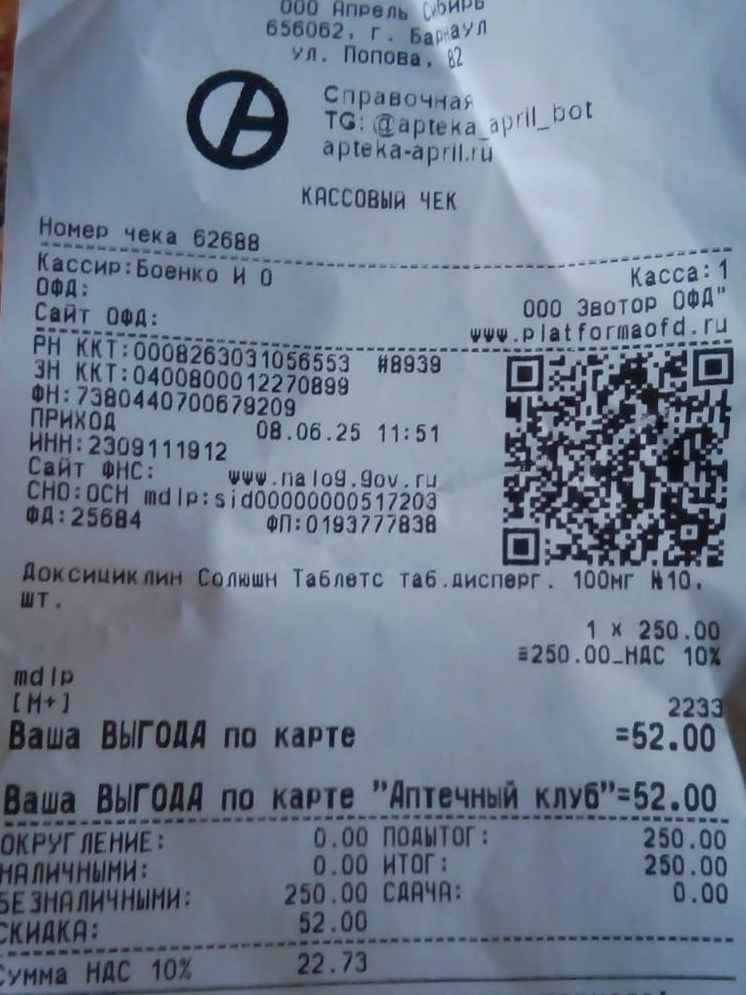 ООО Апрель Сибирь
656062, г. Барнаул
ул. Попова, 82
Справочная
TG: @apteka_april_bot
apteka-april.ru
КАССОВЫЙ ЧЕК
Номер чека 62688
Кассир:Боенко И О Касса:1
ОФД: ООО Эвотор ОФД"
Сайт ОФД: www.platformaofd.ru
РН ККТ:0008263031056553 #8939
ЗН ККТ:04008000012270899
ФН:7380440700679209
ПРИХОД 08.06.25 11:51
ИНН:2309111912
Сайт ФНС: www.nalog.gov.ru
СНО:ОСН mdlp:sid00000000517203
ФД:25684 ФП:0193777838
Доксициклин Солюшн Таблетс таб.дисперг. 100мг №10,
шт.
1 x 250.00
=250.00_НДС 10%
mdlp
[M+] 2233
Ваша ВЫГОДА по карте =52.00
Ваша ВЫГОДА по карте "Аптечный клуб"=52.00
ОКРУГЛЕНИЕ: 0.00 ПОДЫТОГ: 250.00
НАЛИЧНЫМИ: 0.00 ИТОГ: 250.00
БЕЗНАЛИЧНЫМИ: 250.00 СДАЧА: 0.00
СКИДКА: 52.00
Сумма НДС 10% 22.73